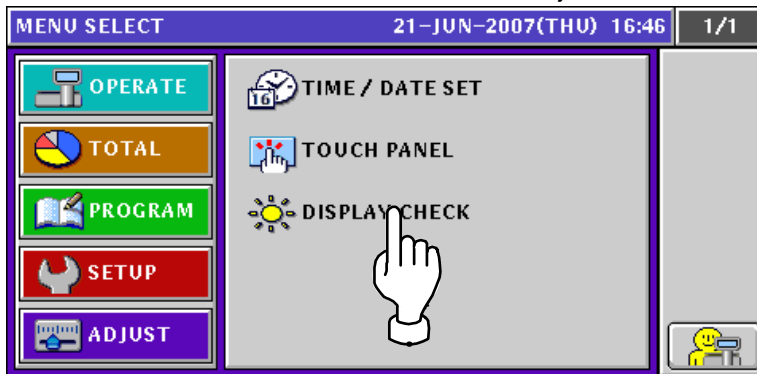 MENU SELECT 21-JUN-2007(THU) 16:46 1/1
OPERATE
TOTAL
PROGRAM
SETUP
ADJUST
16 TIME / DATE SET
TOUCH PANEL
DISPLAY CHECK